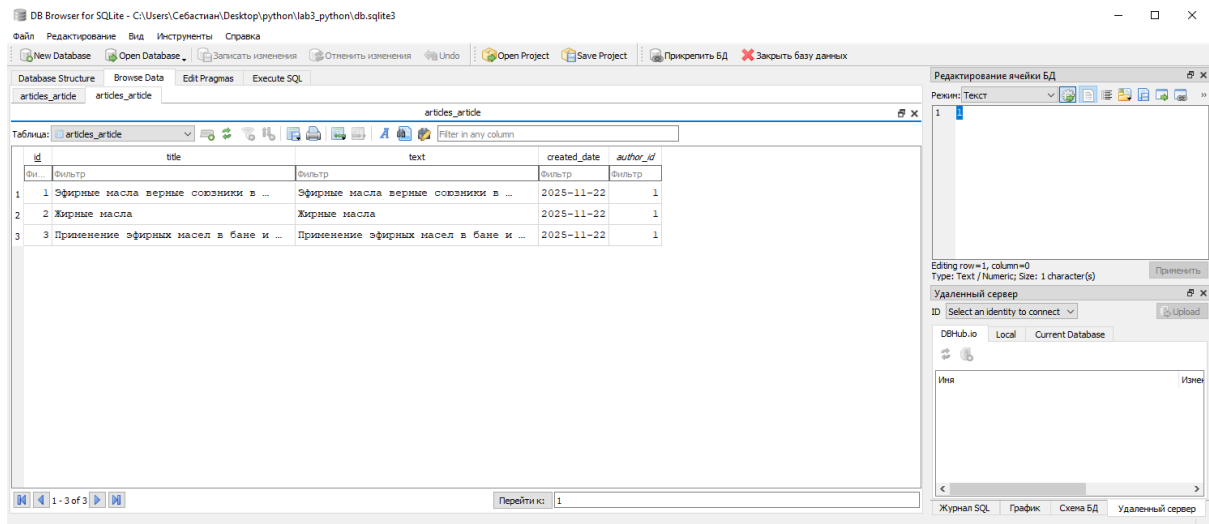 DB Browser for SQLite - C:\Users\Себастиан\Desktop\python\lab3_python\db.sqlite3
Файл Редактирование Вид Инструменты Справка
New Database Open Database Записать изменения Отменить изменения Undo Open Project Save Project Прикрепить БД Закрыть базу данных
Database Structure Browse Data Edit Pragmas Execute SQL
articles_article articles_article
articles_article
Таблица: articles_article Filter in any column
id title text created_date author_id
Фи... Фильтр Фильтр Фильтр Фильтр
1 1 Эфирные масла верные союзники в … Эфирные масла верные союзники в … 2025-11-22 1
2 2 Жирные масла Жирные масла 2025-11-22 1
3 3 Применение эфирных масел в бане и … Применение эфирных масел в бане и … 2025-11-22 1
1 - 3 of 3 Перейти к: 1
Редактирование ячейки БД
Режим: Текст
1 1
Editing row=1, column=0
Type: Text / Numeric; Size: 1 character(s)
Применить
Удаленный сервер
ID Select an identity to connect Upload
DBHub.io Local Current Database
Имя Измен
Журнал SQL График Схема БД Удаленный сервер